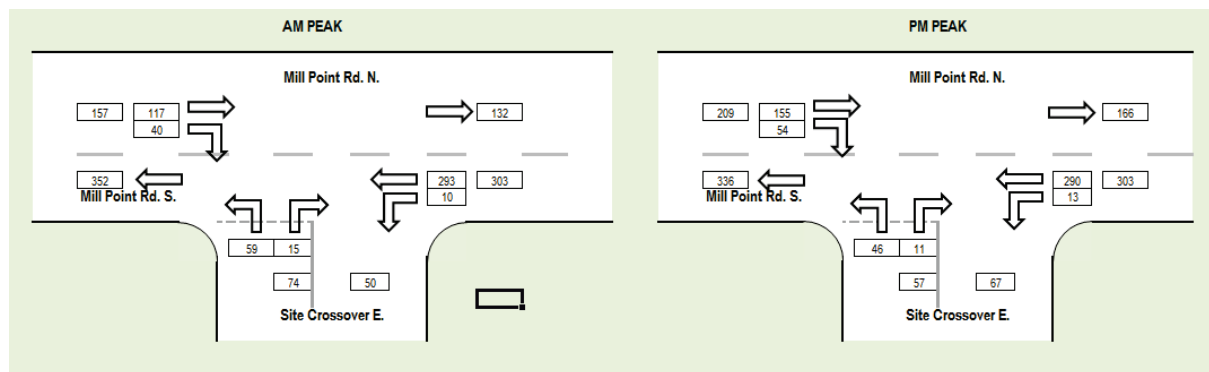 AM PEAK
PM PEAK
Mill Point Rd. N.
Mill Point Rd. N.
157 117 132
40
209 155 166
54
352 293 303
Mill Point Rd. S. 10
336 290 303
Mill Point Rd. S. 13
59 15
46 11
74 50
57 67
Site Crossover E.
Site Crossover E.